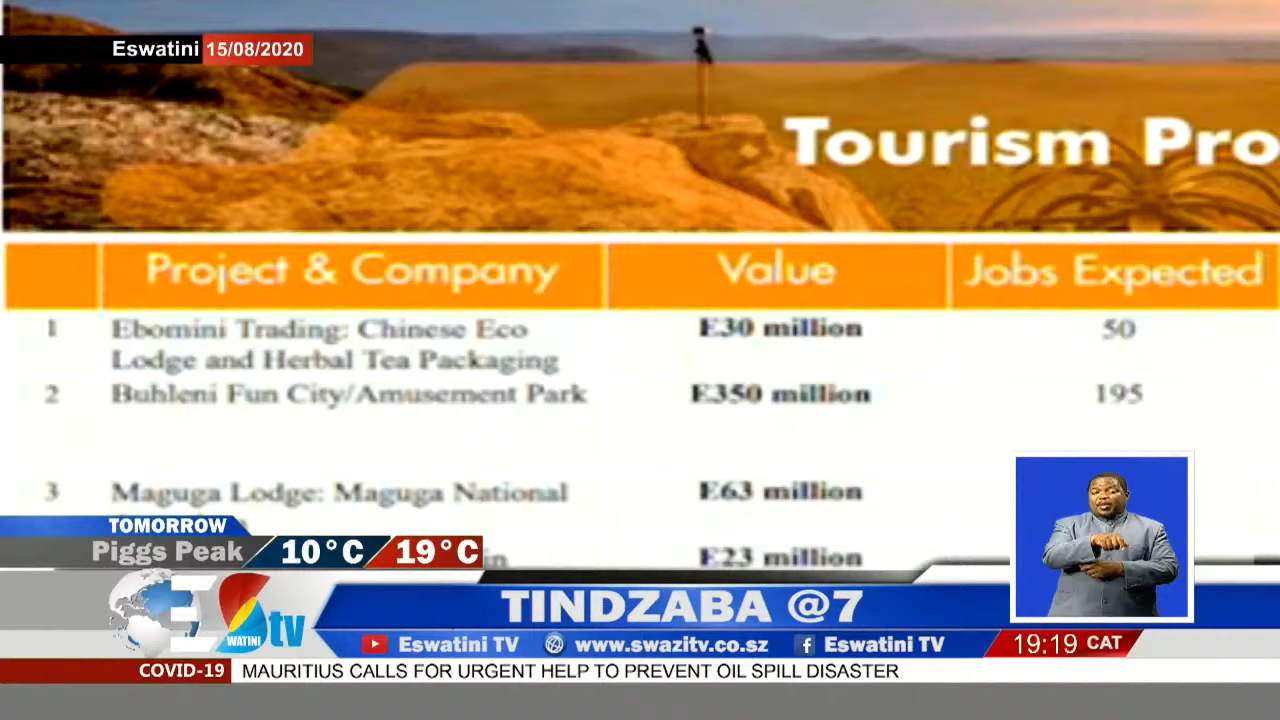 Eswatini 15/08/2020
Tourism Pro
Project & Company Value Jobs Expected
1 Ebomini Trading: Chinese Eco E30 million 50
Lodge and Herbal Tea Packaging
2 Buhleni Fun City/Amusement Park E350 million 195
3 Maguga Lodge: Maguga National E63 million
E23 million
TOMORROW
Piggs Peak 10°C 19°C
E WATINI tv
TINDZABA @7
Eswatini TV www.swazitv.co.sz Eswatini TV 19:19 CAT
COVID-19 MAURITIUS CALLS FOR URGENT HELP TO PREVENT OIL SPILL DISASTER